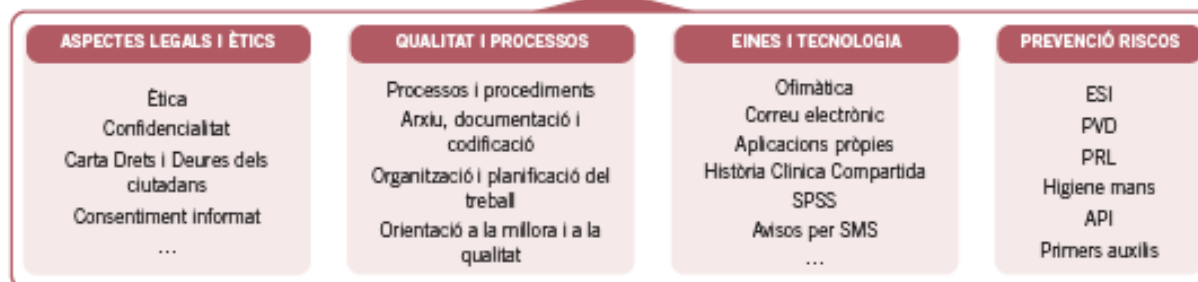 ASPECTES LEGALS I ÈTICS
Ètica
Confidencialitat
Carta Drets i Deures dels
ciutadans
Consentiment informat
...
QUALITAT I PROCESSOS
Processos i procediments
Arxiu, documentació i
codificació
Organització i planificació del
treball
Orientació a la millora i a la
qualitat
EINES I TECNOLOGIA
Ofimàtica
Correu electrònic
Aplicacions pròpies
Història Clínica Compartida
SPSS
Avisos per SMS
...
PREVENCIÓ RISCOS
ESI
PVD
PRL
Higiene mans
API
Primers auxilis